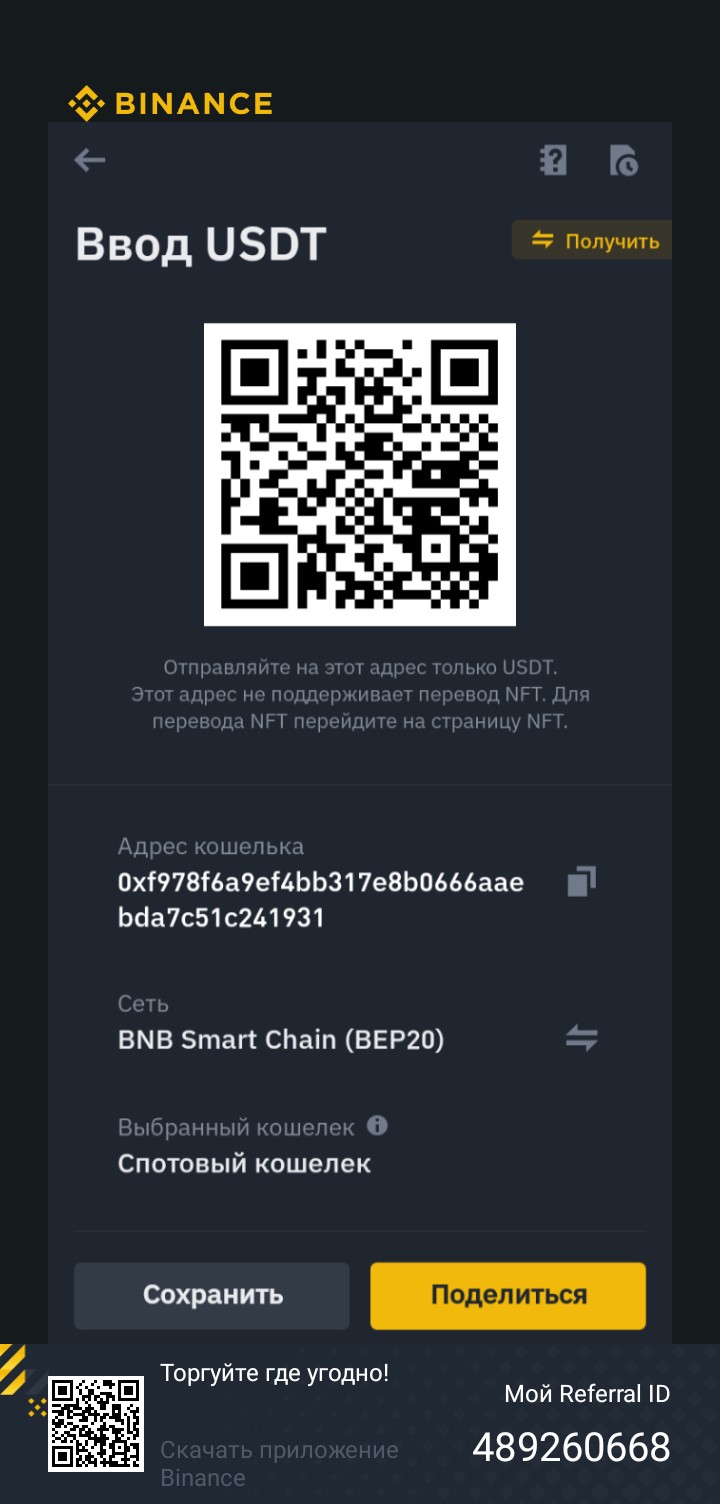 BINANCE
Ввод USDT
Получить
Отправляйте на этот адрес только USDT.
Этот адрес не поддерживает перевод NFT. Для
перевода NFT перейдите на страницу NFT.
Адрес кошелька
0xf978f6a9ef4bb317e8b0666aae
bda7c51c241931
Сеть
BNB Smart Chain (BEP20)
Выбранный кошелек
Спотовый кошелек
Сохранить
Поделиться
Торгуйте где угодно!
Мой Referral ID
489260668
Скачать приложение
Binance